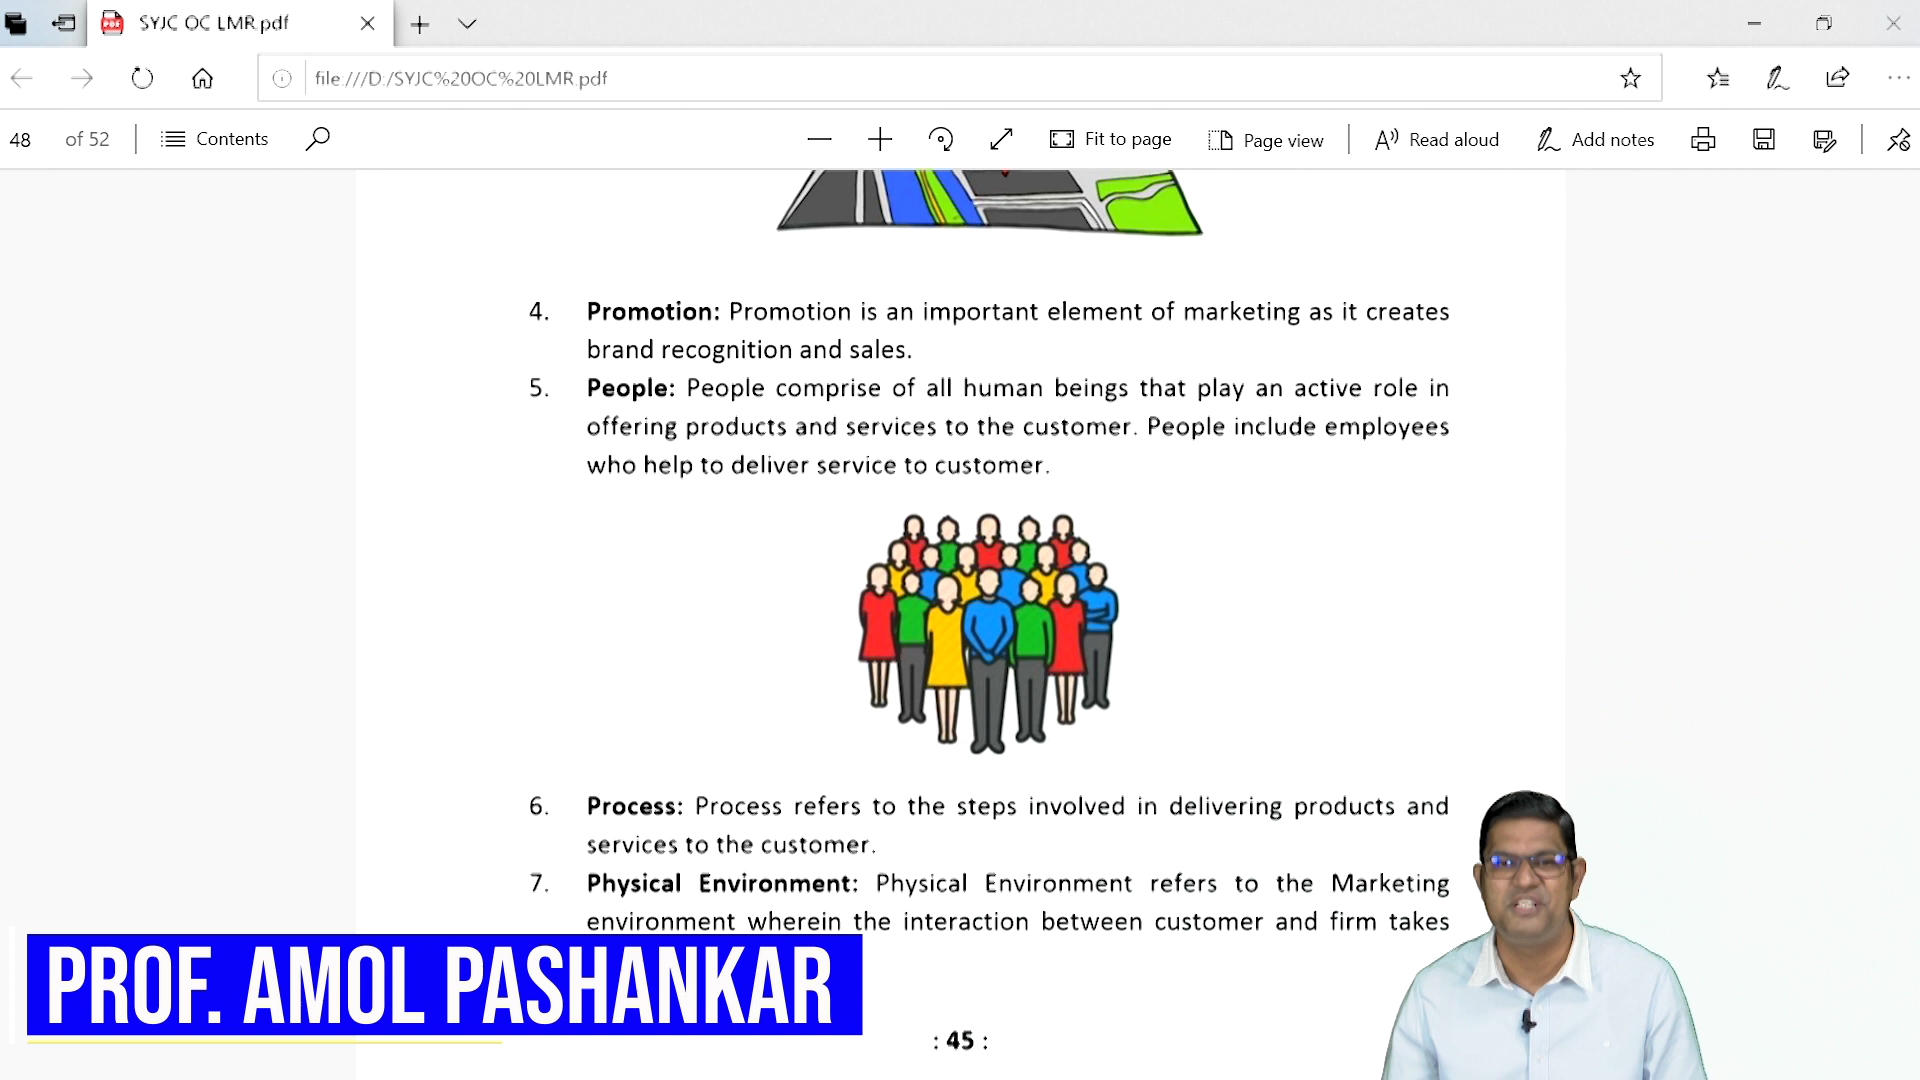 SYJC OC LMR.pdf
file:///D:/SYJC%20OC%20LMR.pdf
48 of 52 Contents Fit to page Page view Read aloud Add notes
4. Promotion: Promotion is an important element of marketing as it creates
brand recognition and sales.
5. People: People comprise of all human beings that play an active role in
offering products and services to the customer. People include employees
who help to deliver service to customer.
6. Process: Process refers to the steps involved in delivering products and
services to the customer.
7. Physical Environment: Physical Environment refers to the Marketing
environment wherein the interaction between customer and firm takes
PROF. AMOL PASHANKAR
: 45 :